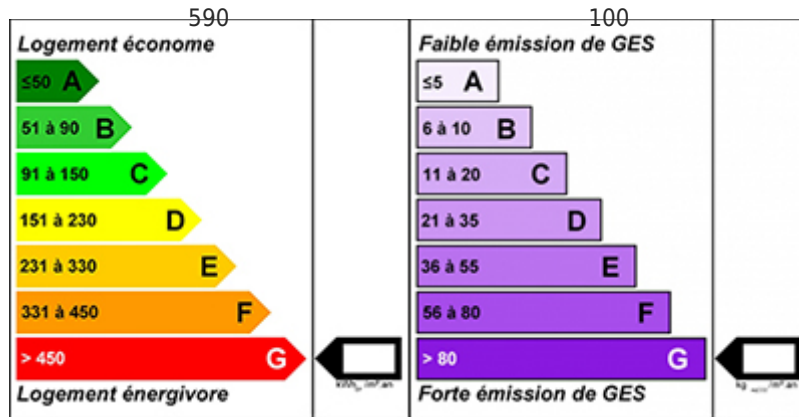 590
Logement économe
≤50 A
51 à 90 B
91 à 150 C
151 à 230 D
231 à 330 E
331 à 450 F
> 450 G
Logement énergivore
100
Faible émission de GES
≤5 A
6 à 10 B
11 à 20 C
21 à 35 D
36 à 55 E
56 à 80 F
> 80 G
Forte émission de GES